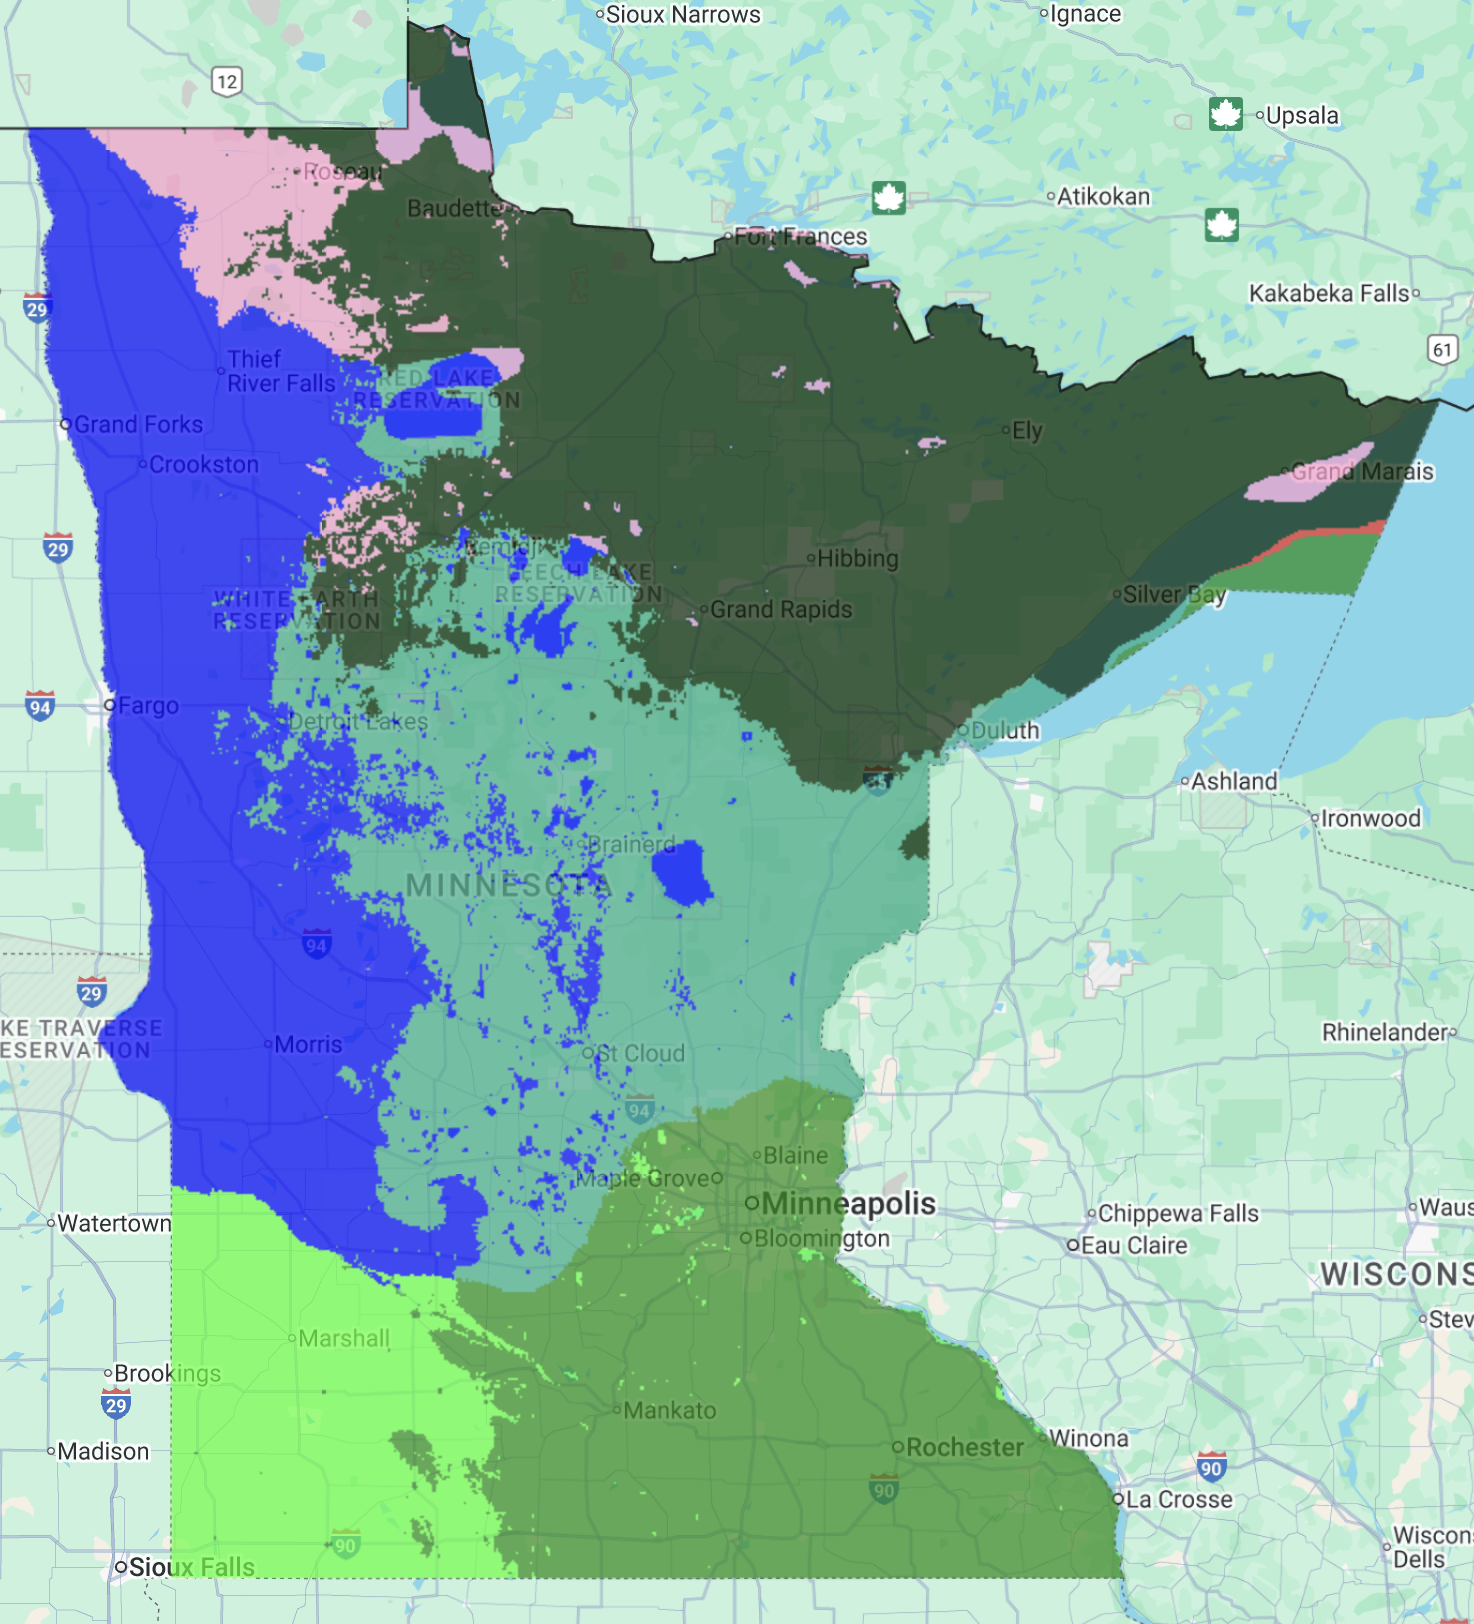 Sioux Narrows
Ignace
12
Upsala
Roseau
Atikokan
Baudette
Fort Frances
Kakabeka Falls
29
61
Thief
River Falls
RED LAKE
RESERVATION
Grand Forks
Ely
Crookston
Grand Marais
29
Bemidji
Hibbing
LEECH LAKE
RESERVATION
WHITE EARTH
RESERVATION
Silver Bay
Grand Rapids
94
Fargo
Detroit Lakes
Duluth
Ashland
Ironwood
Brainerd
MINNESOTA
94
29
KE TRAVERSE
ESERVATION
Morris
Rhinelander
St Cloud
94
Blaine
Maple Grove
Minneapolis
Watertown
Chippewa Falls
Waus
Bloomington
Eau Claire
WISCONS
Marshall
Stev
Brookings
29
Mankato
Madison
Rochester
Winona
90
90
La Crosse
90
Wiscons
Dells
Sioux Falls